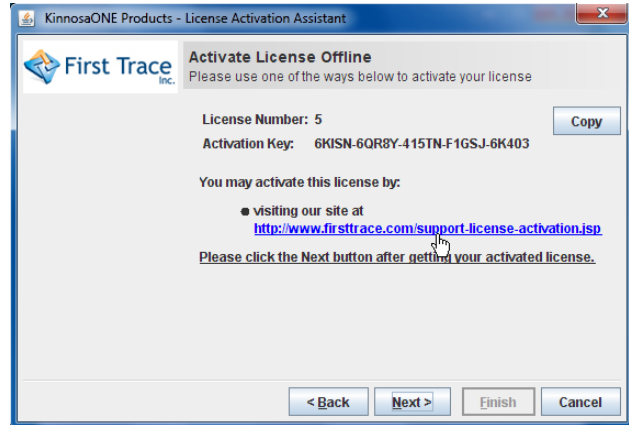 KinnosaONE Products - License Activation Assistant
First Trace
Inc.
Activate License Offline
Please use one of the ways below to activate your license
License Number: 5
Copy
Activation Key: 6KISN-6QR8Y-415TN-F1GSJ-6K403
You may activate this license by:
visiting our site at
http://www.firsttrace.com/support-license-activation.jsp
Please click the Next button after getting your activated license.
< Back
Next >
Finish
Cancel